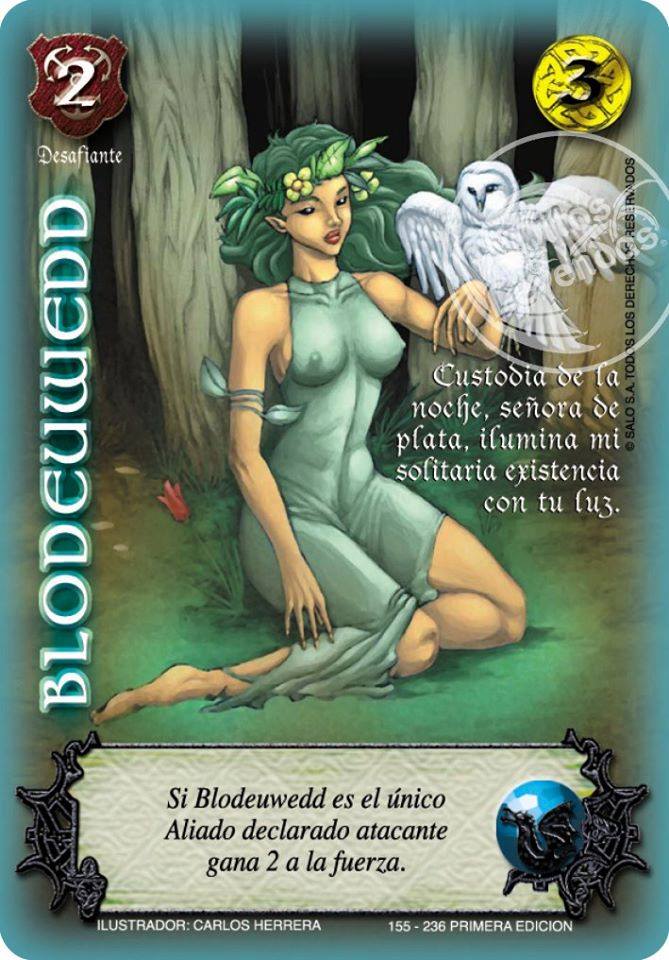 2
3
Desafiante
BLODEUWEDD
Custodia de la
noche, señora de
plata, ilumina mi
solitaria existencia
con tu luz.
© SALO S.A. TODOS LOS DERECHOS RESERVADOS
Si Blodeuwedd es el único
Aliado declarado atacante
gana 2 a la fuerza.
ILUSTRADOR: CARLOS HERRERA
155 - 236 PRIMERA EDICION